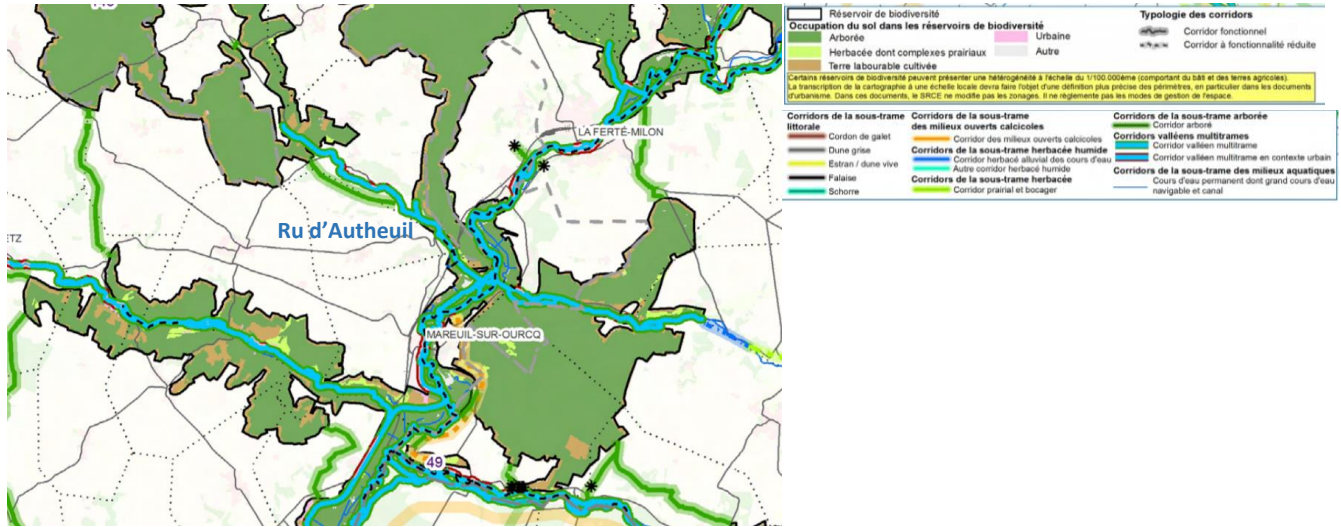 LA FERTÉ-MILON
Ru d’Autheuil
ETZ
MAREUIL-SUR-OURCQ
49
Réservoir de biodiversité
Occupation du sol dans les réservoirs de biodiversité
Arborée
Urbaine
Herbacée dont complexes prairiaux
Autre
Terre labourable cultivée
Typologie des corridors
Corridor fonctionnel
Corridor à fonctionnalité réduite
Certains réservoirs de biodiversité peuvent présenter une hétérogénéité à l'échelle du 1/100.000ème (comportant du bâti et des terres agricoles).
La transcription de la cartographie à une échelle locale devra faire l'objet d'une définition plus précise des périmètres, en particulier dans les documents
d'urbanisme. Dans ces documents, le SRCE ne modifie pas les zonages. Il ne règlemente pas les modes de gestion de l'espace.
Corridors de la sous-trame
littorale
Cordon de galet
Dune grise
Estran / dune vive
Falaise
Schorre
Corridors de la sous-trame
des milieux ouverts calcicoles
Corridor des milieux ouverts calcicoles
Corridors de la sous-trame herbacée humide
Corridor herbacé alluvial des cours d'eau
Autre corridor herbacé humide
Corridors de la sous-trame herbacée
Corridor prairial et bocager
Corridors de la sous-trame arborée
Corridor arboré
Corridors valléens multitrames
Corridor valléen multitrame
Corridor valléen multitrame en contexte urbain
Corridors de la sous-trame des milieux aquatiques
Cours d'eau permanent dont grand cours d'eau
navigable et canal